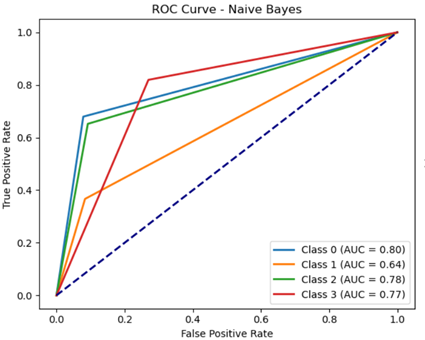 ROC Curve - Naive Bayes
True Positive Rate
1.0
0.8
0.6
0.4
0.2
0.0
Class 0 (AUC = 0.80)
Class 1 (AUC = 0.64)
Class 2 (AUC = 0.78)
Class 3 (AUC = 0.77)
0.0 0.2 0.4 0.6 0.8 1.0
False Positive Rate